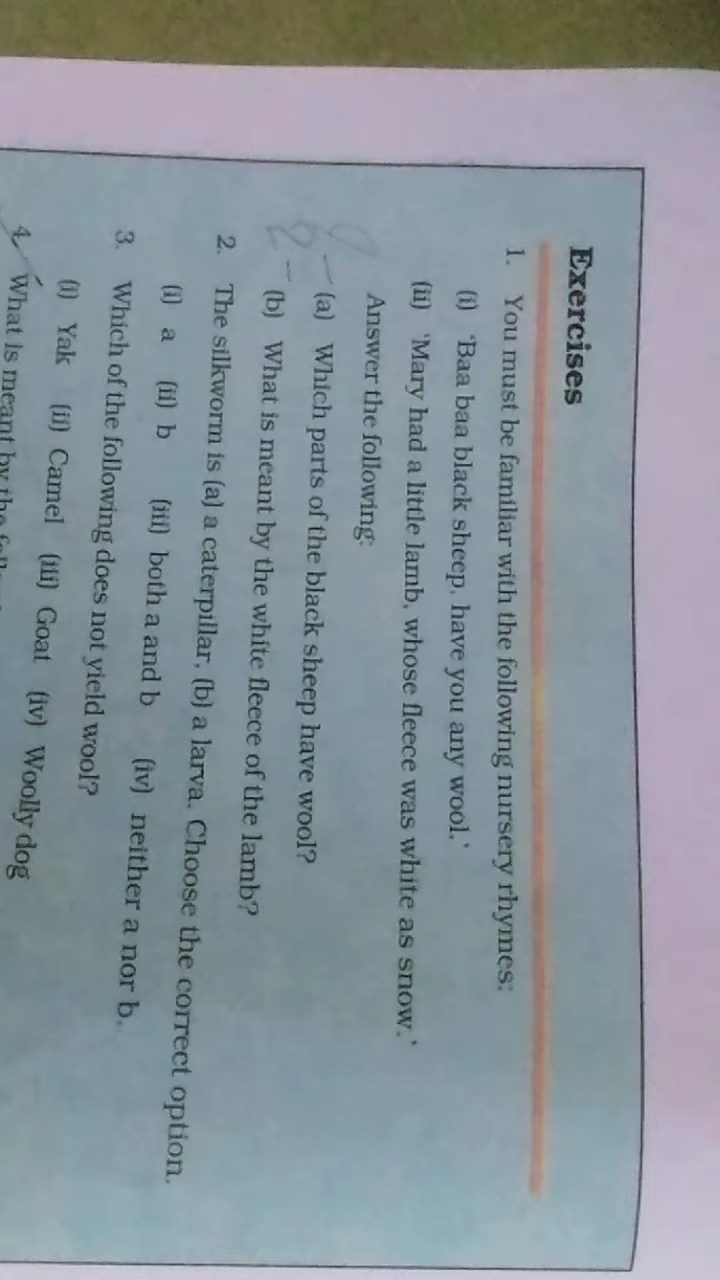 Exercises
1. You must be familiar with the following nursery rhymes:
(i) 'Baa baa black sheep, have you any wool.'
(ii) 'Mary had a little lamb, whose fleece was white as snow.'
Answer the following:
(a) Which parts of the black sheep have wool?
(b) What is meant by the white fleece of the lamb?
2. The silkworm is (a) a caterpillar, (b) a larva. Choose the correct option.
(i) a (ii) b (iii) both a and b (iv) neither a nor b.
3. Which of the following does not yield wool?
(i) Yak (ii) Camel (iii) Goat (iv) Woolly dog
4. What is meant by the